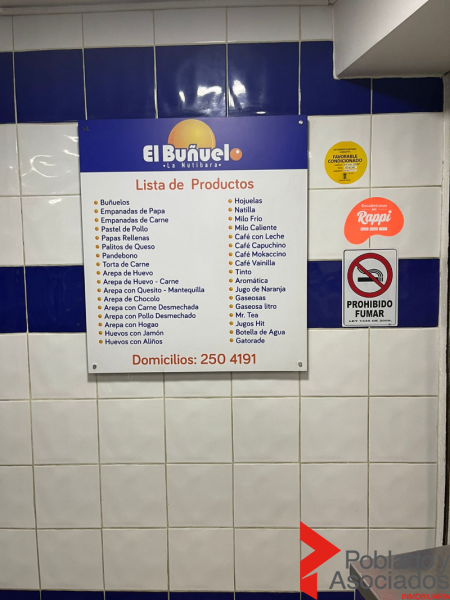 El Buñuelo
• La Nutibara •
Lista de Productos
Buñuelos
Empanadas de Papa
Empanadas de Carne
Pastel de Pollo
Papas Rellenas
Palitos de Queso
Pandebono
Torta de Carne
Arepa de Huevo
Arepa de Huevo - Carne
Arepa con Quesito - Mantequilla
Arepa de Chocolo
Arepa con Carne Desmechada
Arepa con Pollo Desmechado
Arepa con Hogao
Huevos con Jamón
Huevos con Aliños
Hojuelas
Natilla
Milo Frío
Milo Caliente
Café con Leche
Café Capuchino
Café Mokaccino
Café Vainilla
Tinto
Aromática
Jugo de Naranja
Gaseosas
Gaseosa litro
Mr. Tea
Jugos Hit
Botella de Agua
Gatorade
Domicilios: 250 4191
FAVORABLE
CONDICIONADO
Rappi
PROHIBIDO
FUMAR
Poblado y
Asociados